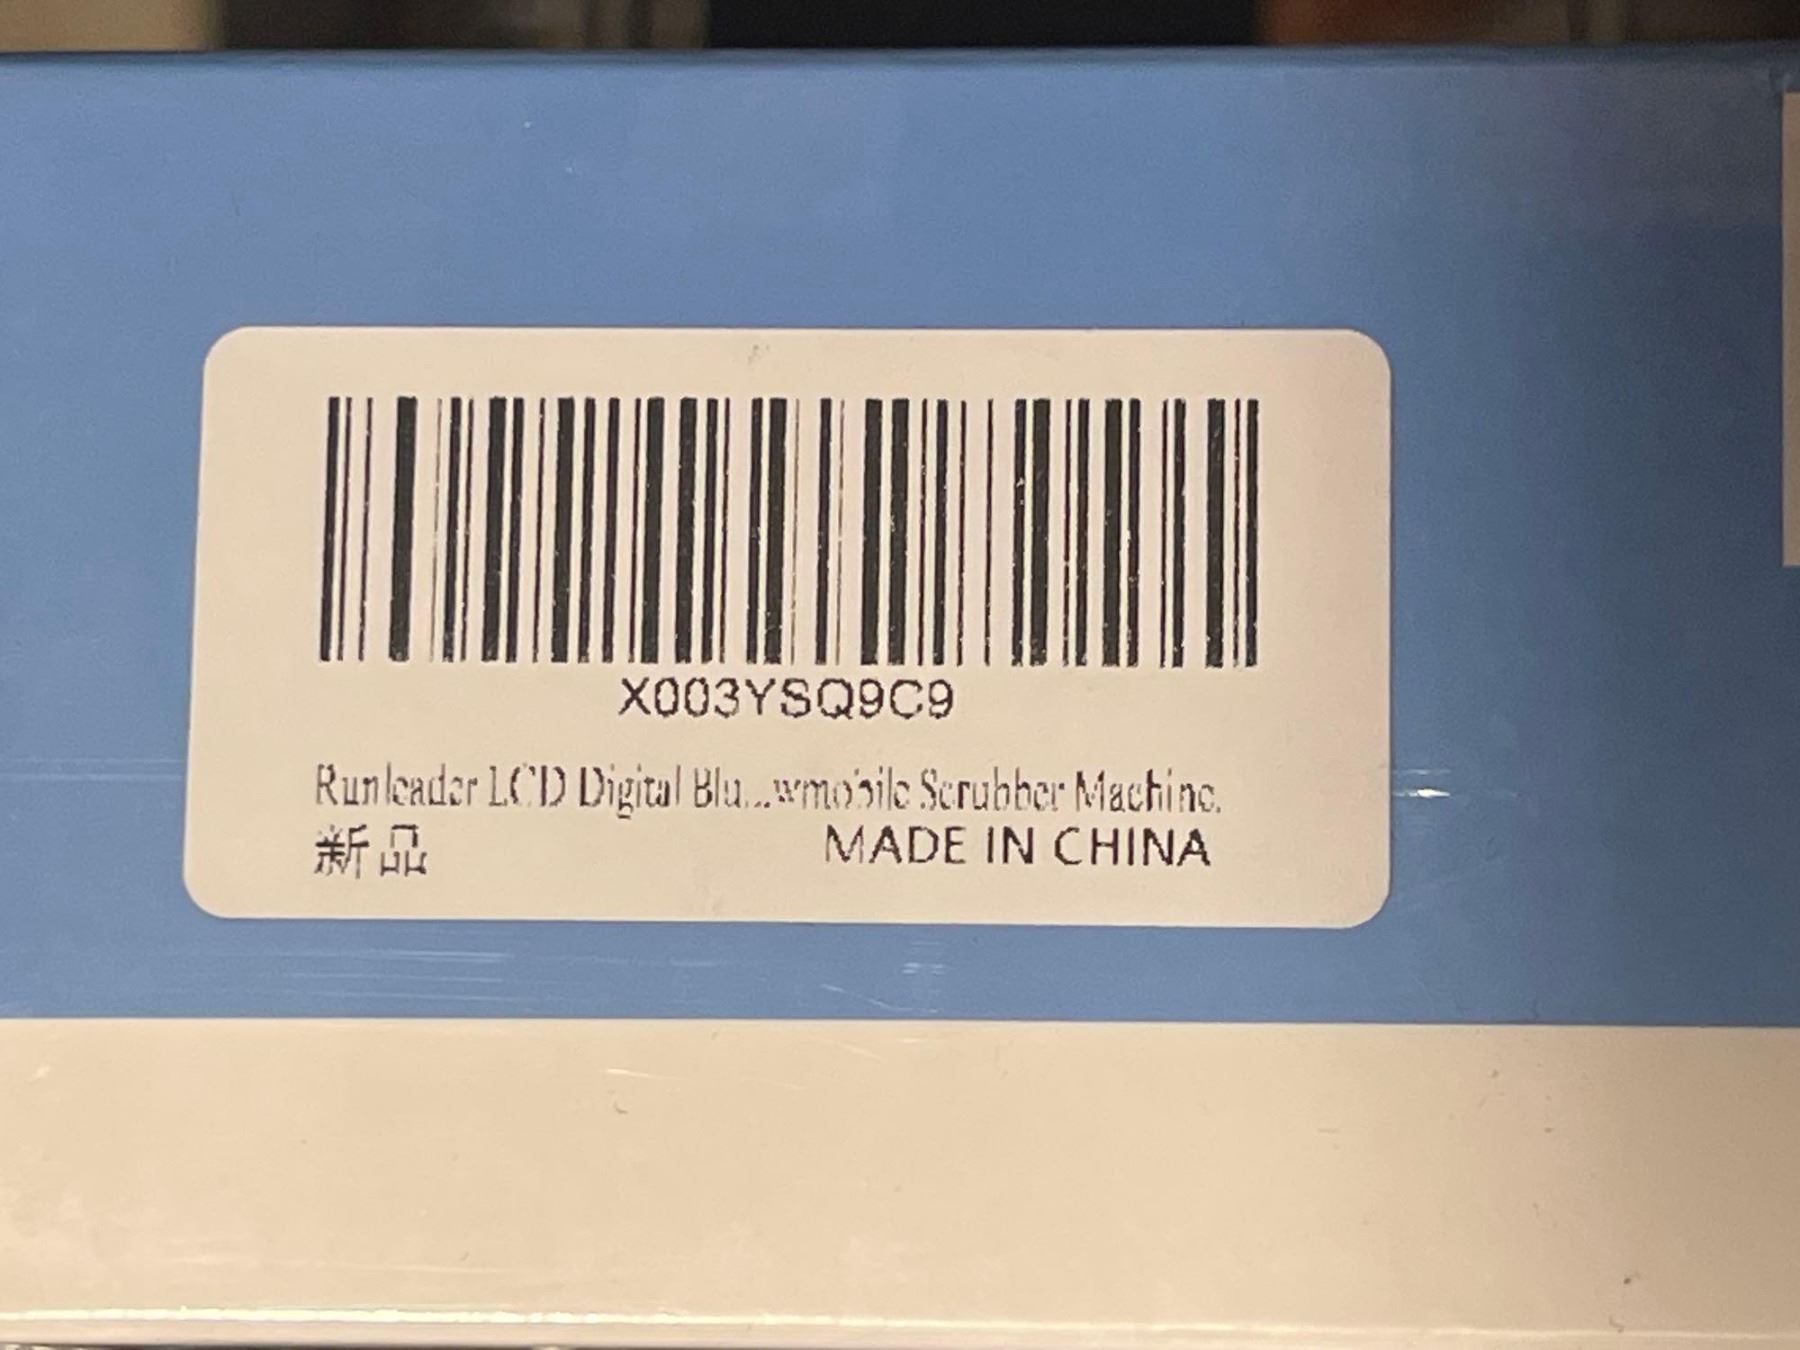 X003YSQ9C9
Runleader LCD Digital Blu...wmobile Scrubber Machine.
新品
MADE IN CHINA